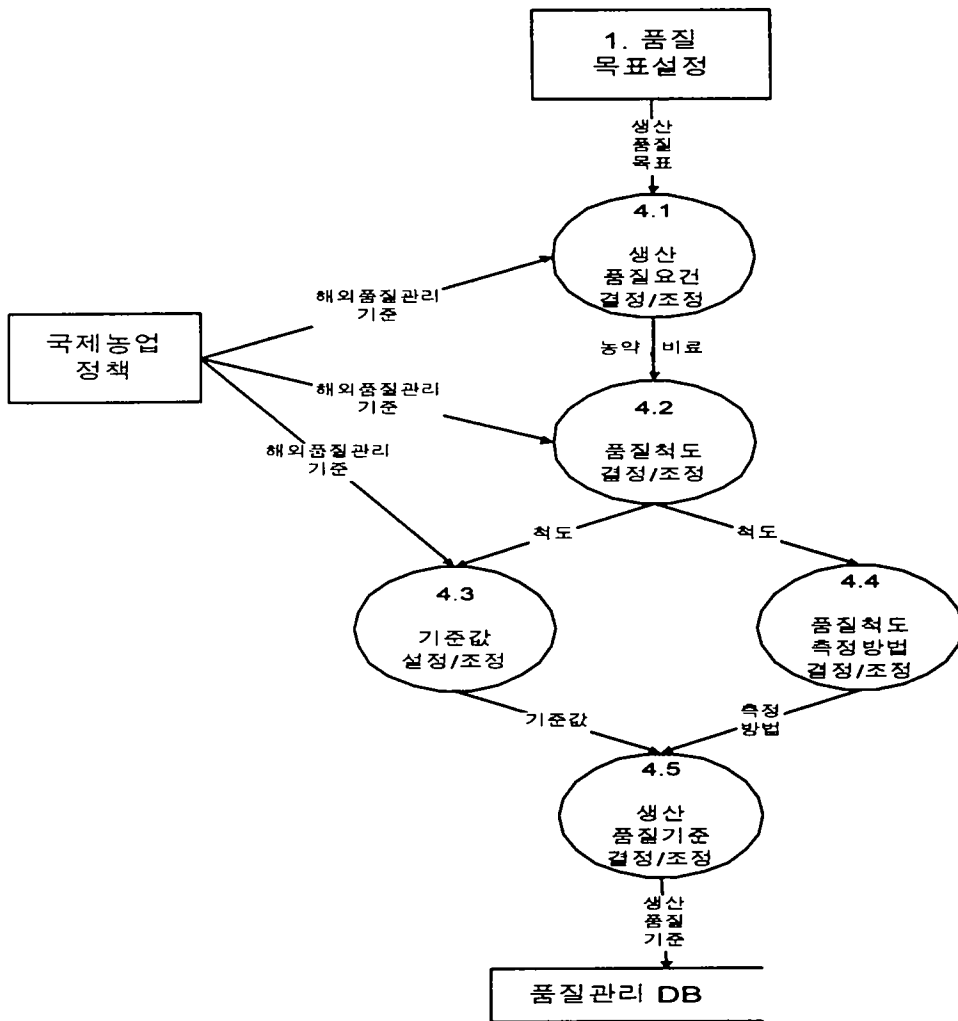 1. 품질
목표설정
생산
품질
목표
4.1
생산
품질요건
결정/조정
해외품질관리
기준
국제농업
정책
농약 비료
해외품질관리
기준
4.2
품질척도
결정/조정
해외품질관리
기준
척도
척도
4.3
기준값
설정/조정
4.4
품질척도
측정방법
결정/조정
기준값
측정
방법
4.5
생산
품질기준
결정/조정
생산
품질
기준
품질관리 DB